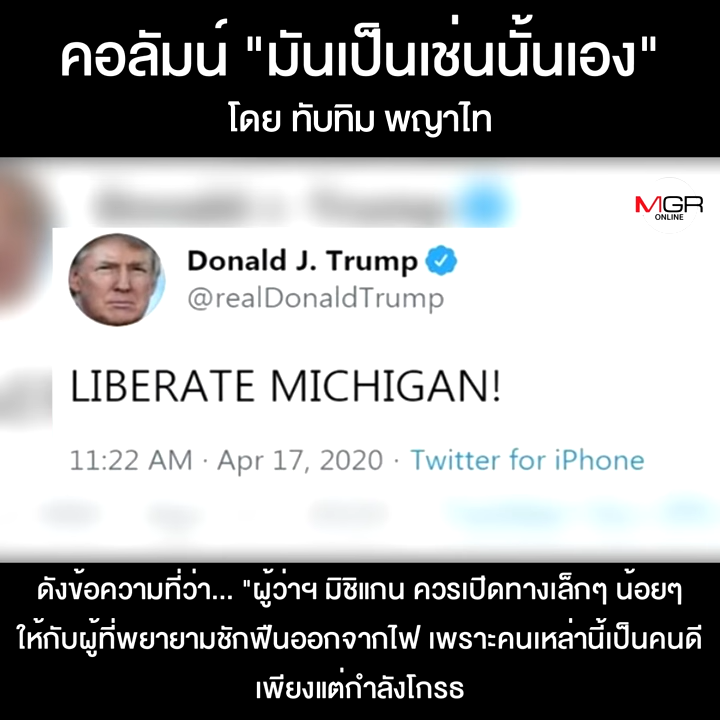 คอลัมน์ "มันเป็นเช่นนั้นเอง"
โดย ทับทิม พญาไท
MGR
ONLINE
Donald J. Trump
@realDonaldTrump
LIBERATE MICHIGAN!
11:22 AM · Apr 17, 2020 · Twitter for iPhone
ดังข้อความที่ว่า... "ผู้ว่าฯ มิชิแกน ควรเปิดทางเล็กๆ น้อยๆ
ให้กับผู้ที่พยายามชักฟืนออกจากไฟ เพราะคนเหล่านี้เป็นคนดี
เพียงแต่กำลังโกรธ